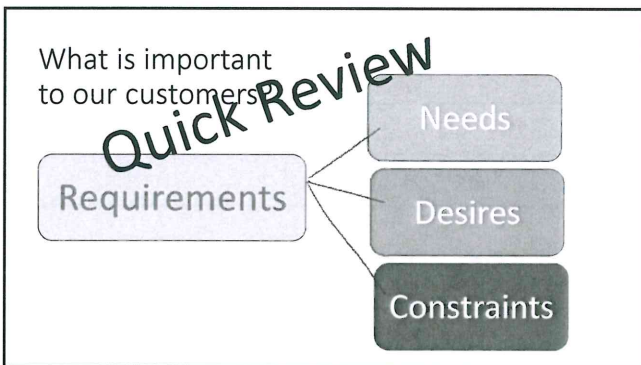 What is important
to our customers?
Quick Review
Requirements
Needs
Desires
Constraints